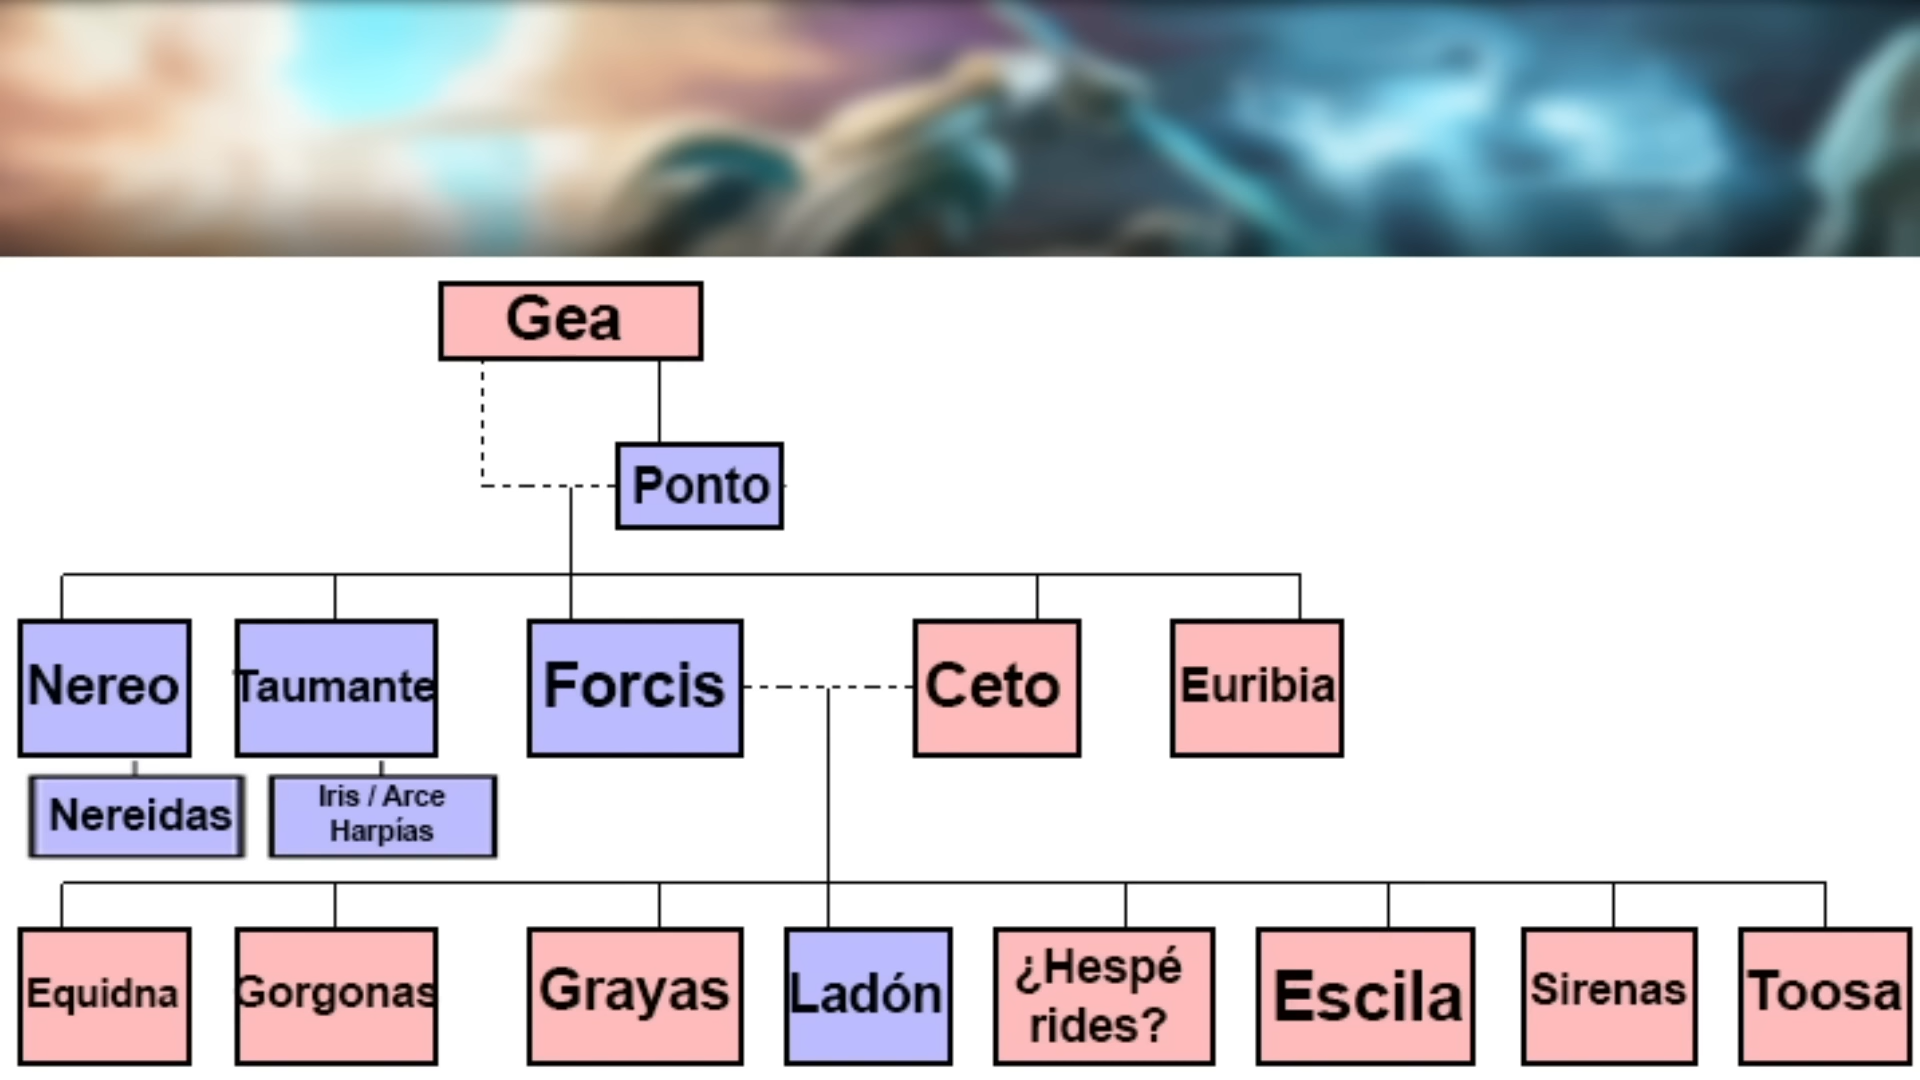 Gea
Ponto
Nereo
Taumante
Forcis
Ceto
Euribia
Nereidas
Iris / Arce
Harpías
Equidna
Gorgonas
Grayas
Ladón
¿Hespé
rides?
Escila
Sirenas
Toosa